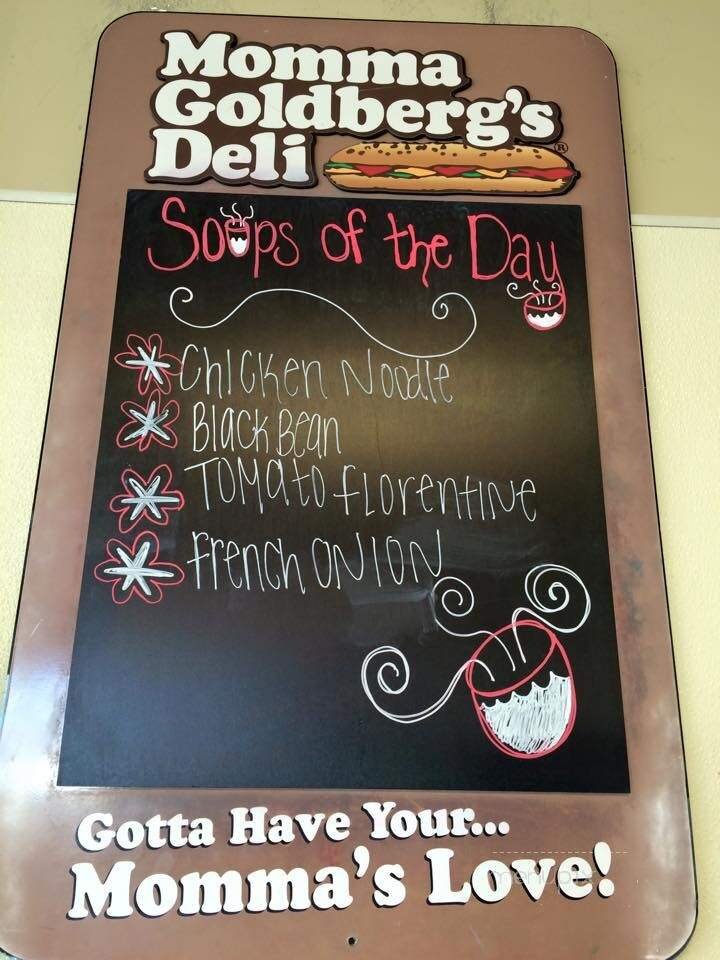 Momma
Goldberg's
Deli ®
Soups of the Day
Chicken Noodle
Black Bean
Tomato Florentine
French Onion
Gotta Have Your...
Momma's Love!